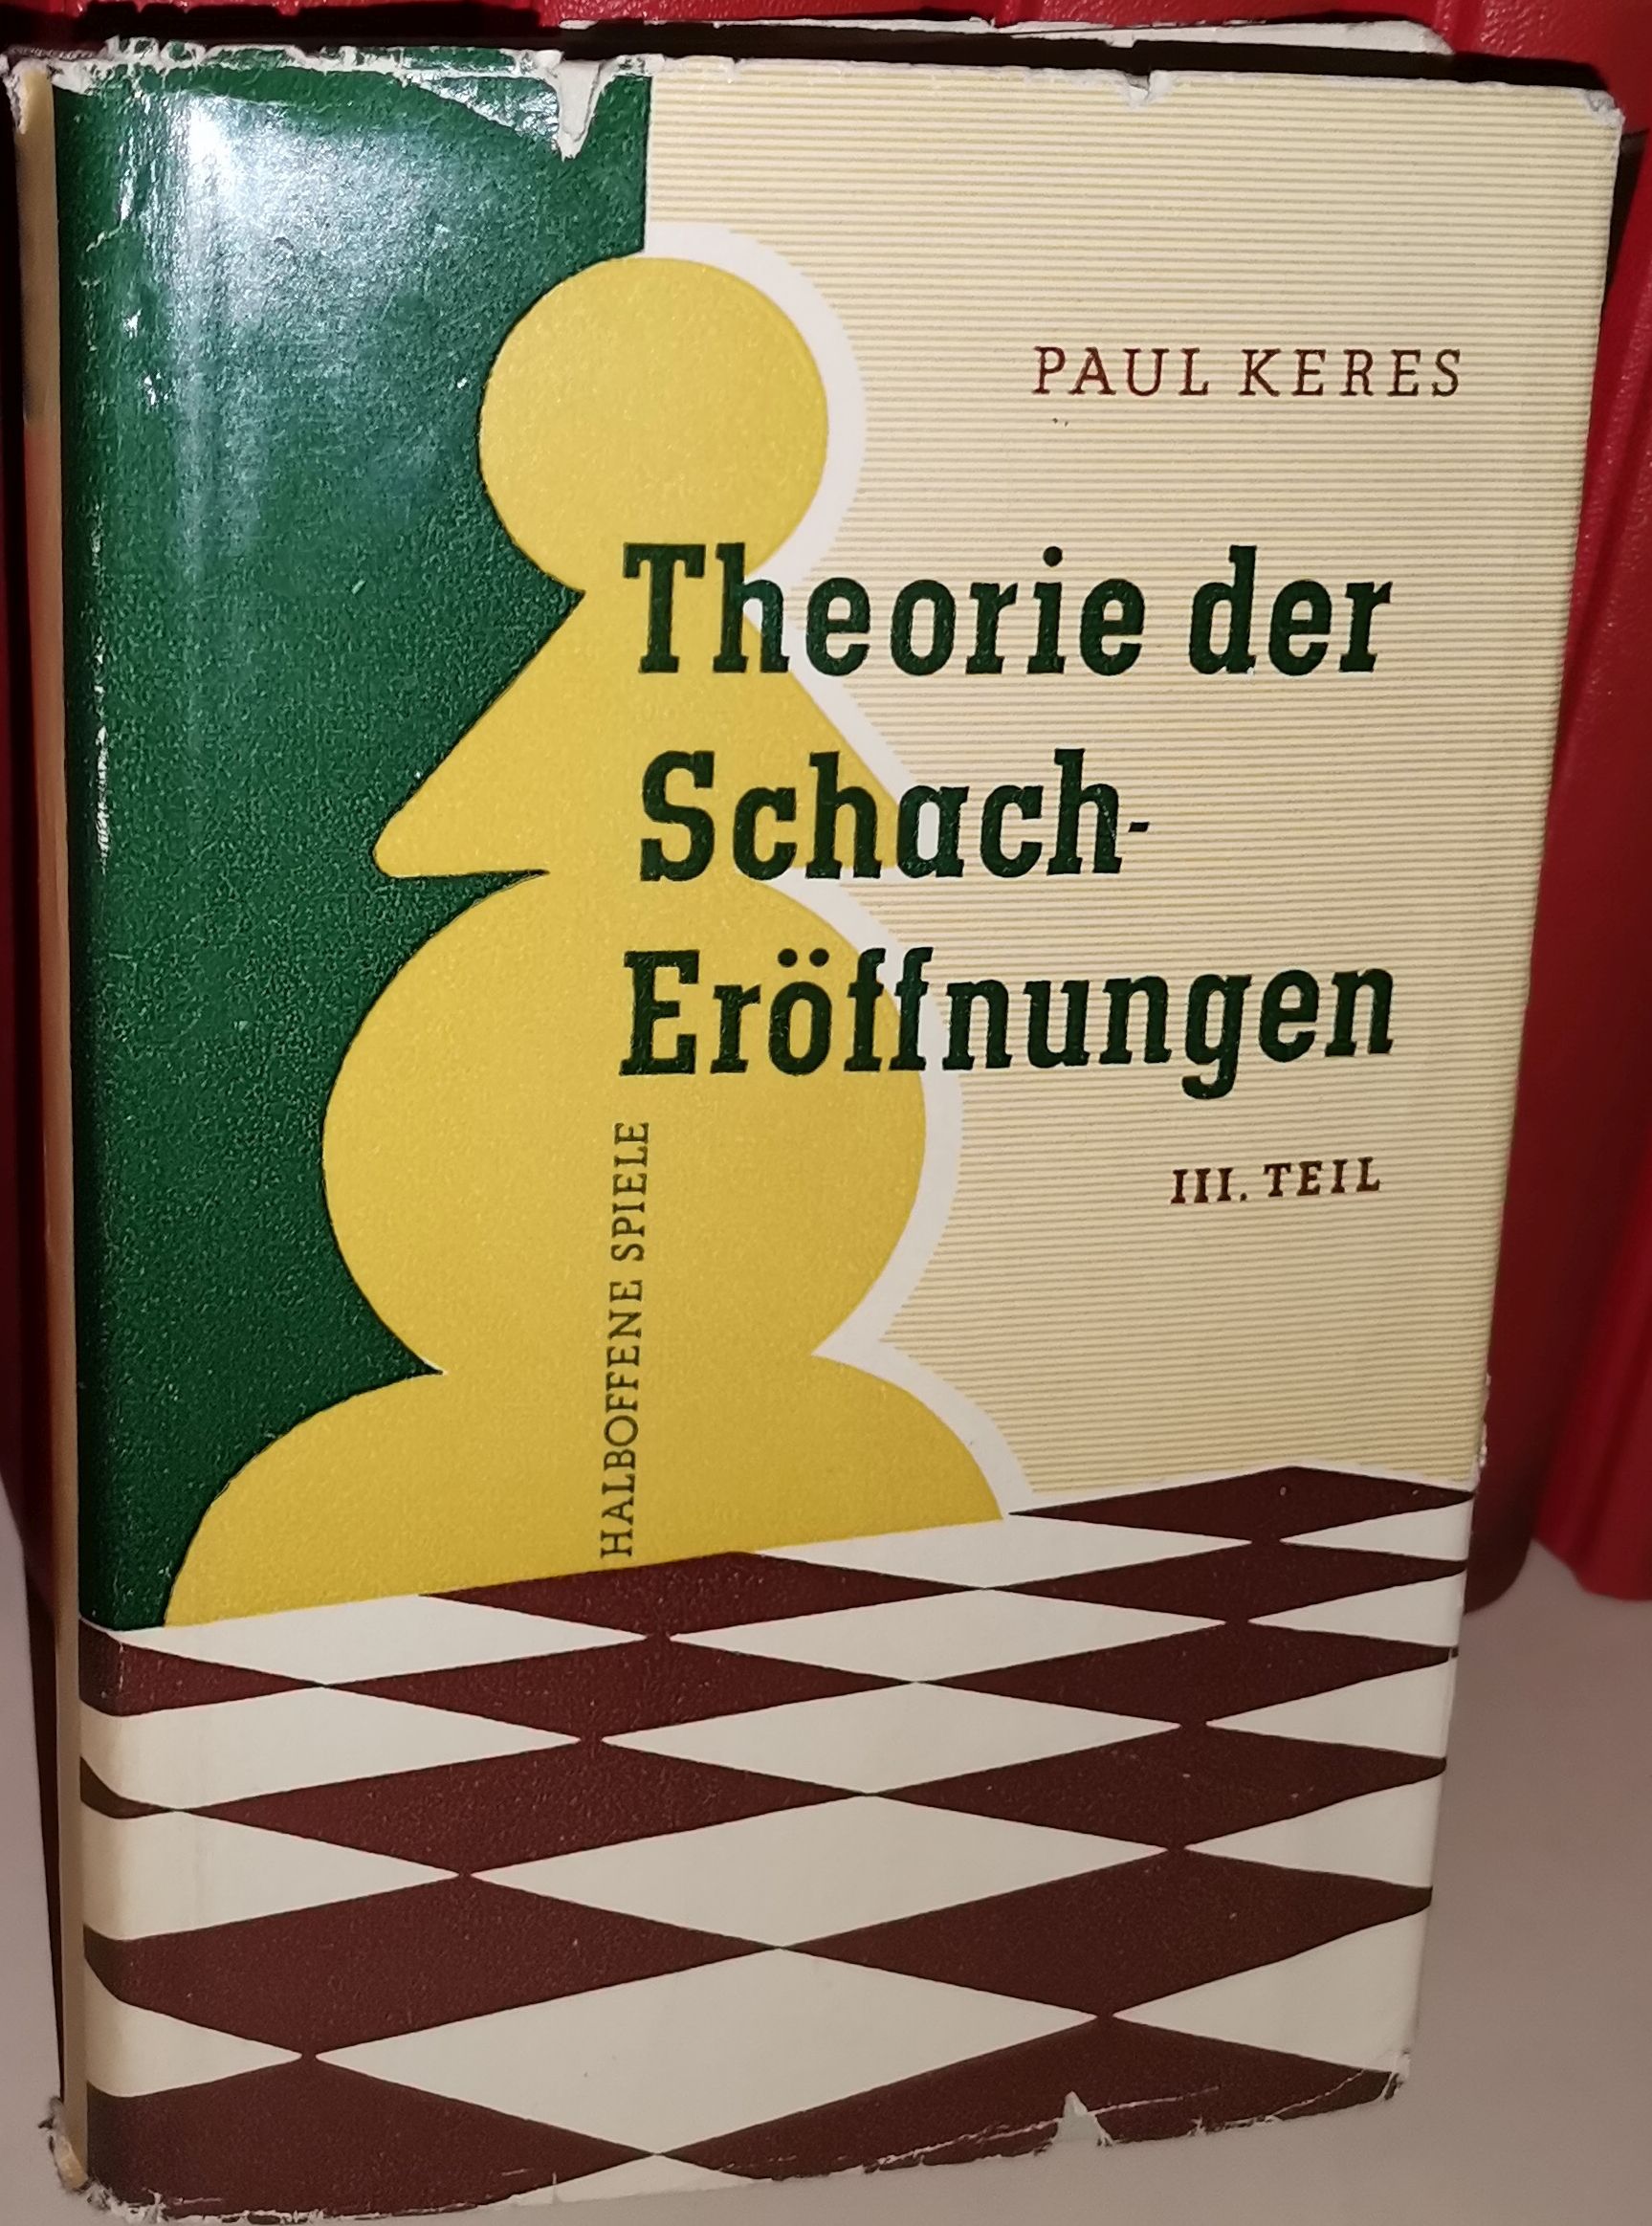 PAUL KERES
Theorie der
Schach-
Eröffnungen
III. TEIL
HALBOFFENE SPIELE